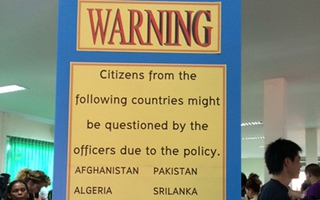 WARNING
Citizens from the
following countries might
be questioned by the
officers due to the policy.
AFGHANISTAN PAKISTAN
ALGERIA SRILANKA